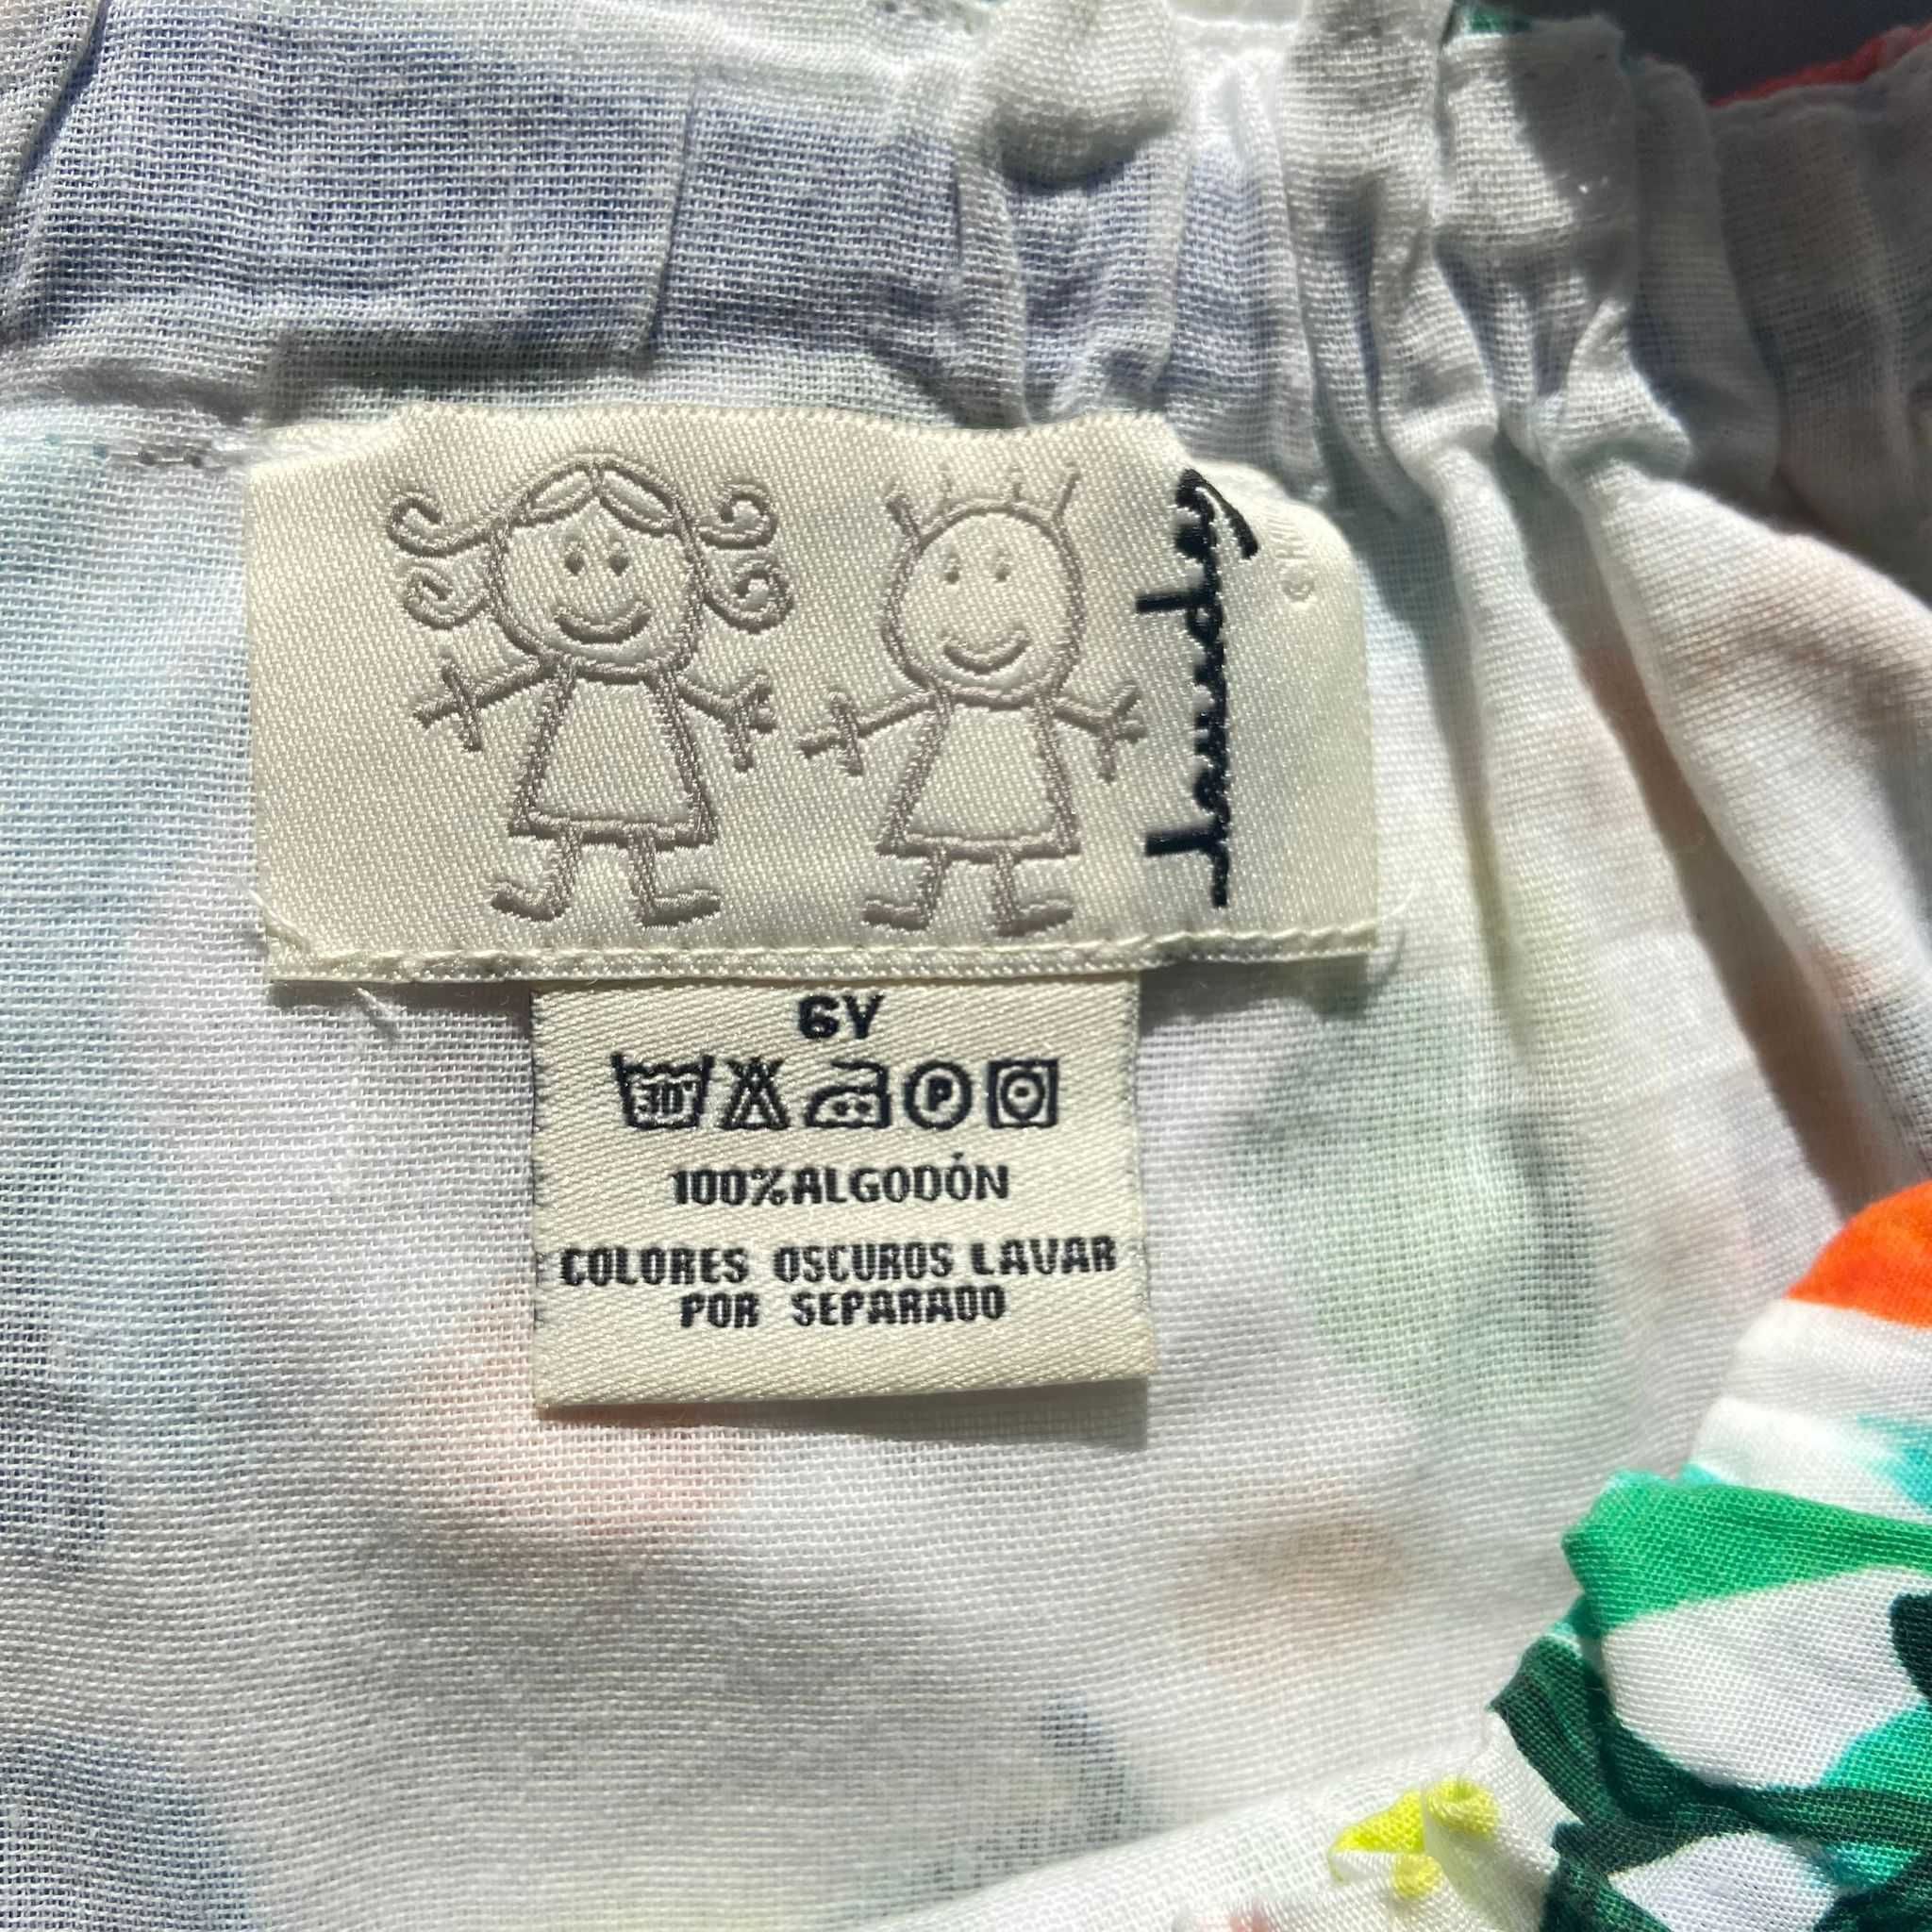 6Y
30°
P
100%ALGODÓN
COLORES OSCUROS LAVAR
POR SEPARADO